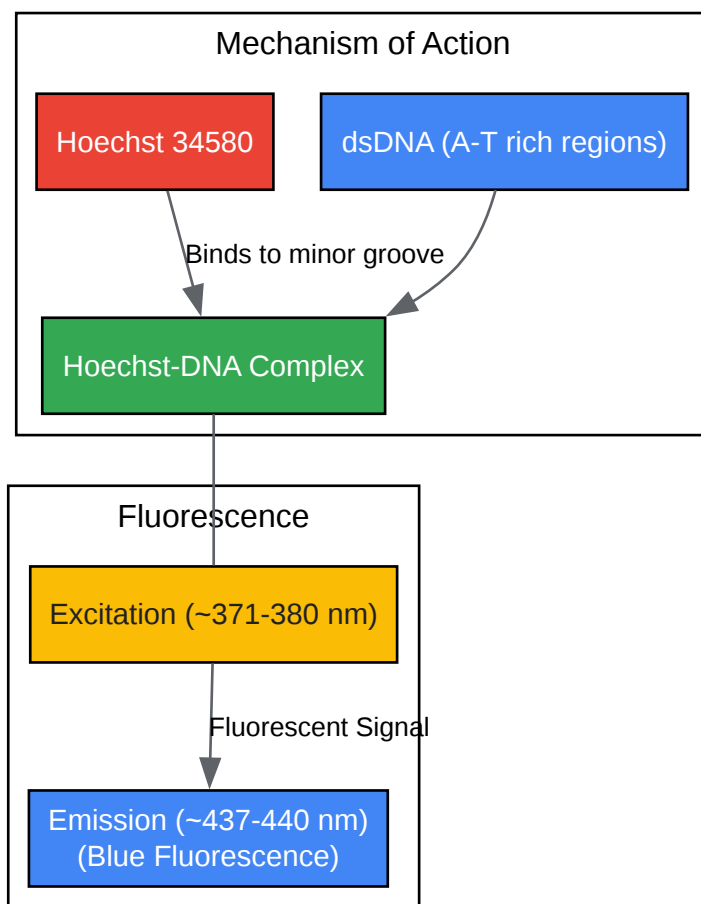 Mechanism of Action
Hoechst 34580
dsDNA (A-T rich regions)
Binds to minor groove
Hoechst-DNA Complex
Fluorescence
Excitation (~371-380 nm)
Fluorescent Signal
Emission (~437-440 nm)
(Blue Fluorescence)